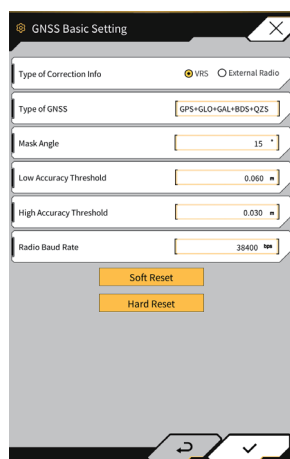 GNSS Basic Setting
Type of Correction Info VRS External Radio
Type of GNSS GPS+GLO+GAL+BDS+QZS
Mask Angle 15 °
Low Accuracy Threshold 0.060 m
High Accuracy Threshold 0.030 m
Radio Baud Rate 38400 bps
Soft Reset
Hard Reset